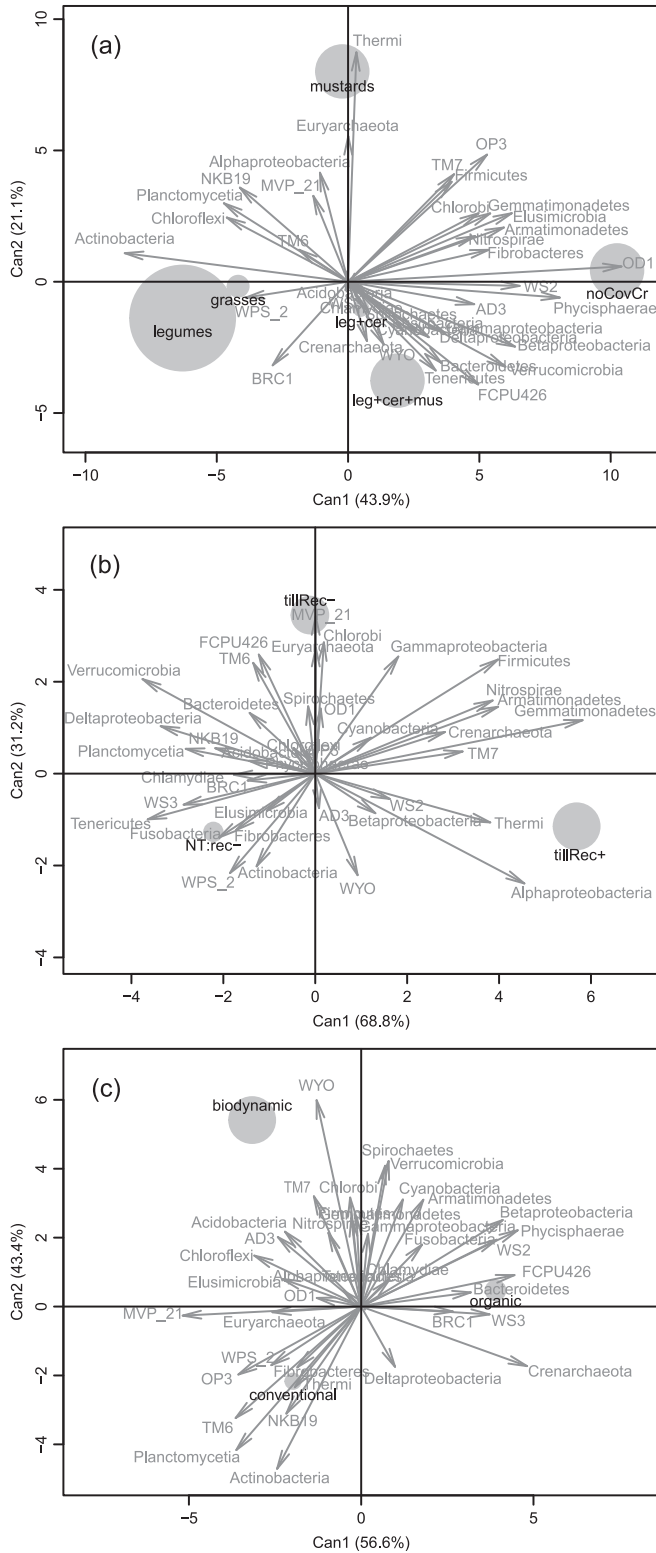 (a)
Thermi
mustards
Euryarchaeota
OP3
Alphaproteobacteria
TM7
Firmicutes
NKB19
MVP_21
Planctomycetia
Chlorobi
Gemmatimonadetes
Chloroflexi
Elusimicrobia
Armatimonadetes
Actinobacteria
TM6
Nitrospirae
Fibrobacteres
OD1
Acidobacteria
grasses
WS2
noCovCr
WPS_2
AD3
Phycisphaerae
legumes
leg+cer
Deltaproteobacteria
Crenarchaeota
WYO
Betaproteobacteria
BRC1
Bacteroidetes
Verrucomicrobia
Tenericutes
leg+cer+mus
FCPU426
10
5
0
−5
Can2 (21.1%)
−10
−5
0
5
10
Can1 (43.9%)
(b)
tillRec−
MVP_21
FCPU426
Euryarchaeota
Chlorobi
Gammaproteobacteria
TM6
Firmicutes
Verrucomicrobia
Bacteroidetes
Spirochaetes
OD1
Nitrospirae
Armatimonadetes
Gemmatimonadetes
Deltaproteobacteria
NKB19
Cyanobacteria
Crenarchaeota
Planctomycetia
Chloroflexi
TM7
Chlamydiae
BRC1
WS3
WS2
Tenericutes
Elusimicrobia
AD3
Betaproteobacteria
Thermi
Fusobacteria
Fibrobacteres
NT:rec−
tillRec+
WPS_2
Actinobacteria
WYO
Alphaproteobacteria
4
2
0
−2
−4
Can2 (31.2%)
−4
−2
0
2
4
6
Can1 (68.8%)
(c)
WYO
biodynamic
Spirochaetes
Verrucomicrobia
TM7
Chlorobi
Cyanobacteria
Armatimonadetes
Betaproteobacteria
Acidobacteria
Nitrospirae
Gemmatimonadetes
Gammaproteobacteria
Phycisphaerae
AD3
Fusobacteria
WS2
Chloroflexi
Chlamydiae
Elusimicrobia
FCPU426
OD1
Bacteroidetes
organic
MVP_21
Euryarchaeota
BRC1
WS3
WPS_2
OP3
Fibrobacteres
Thermi
Deltaproteobacteria
Crenarchaeota
conventional
TM6
NKB19
Planctomycetia
Actinobacteria
6
4
2
0
−2
−4
Can2 (43.4%)
−5
0
5
Can1 (56.6%)